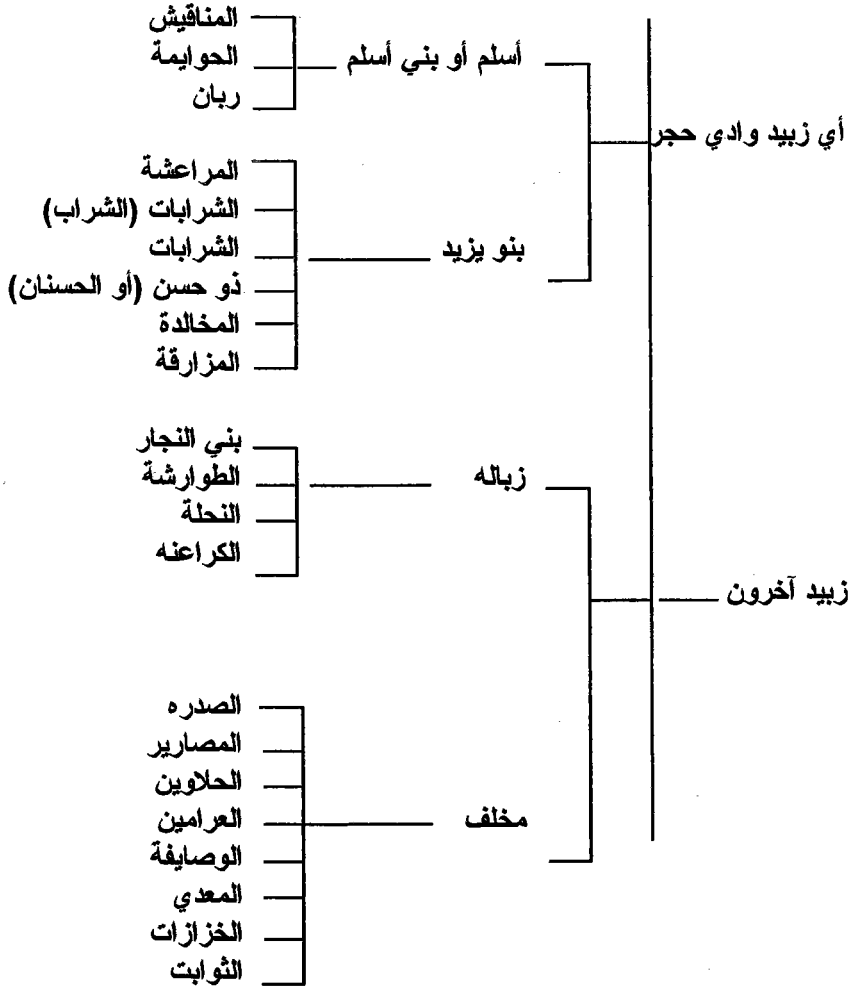 المناقيش
أسلم أو بني أسلم
الحوايمة
ربان
أي زبيد وادي حجر
المراعشة
الشرابات (الشراب)
بنو يزيد
الشرابات
ذو حسن (أو الحسنان)
المخالدة
المزارقة
بني النجار
زباله
الطوارشة
النحلة
الكراعنه
زبيد آخرون
الصدره
المصارير
الحلاوين
مخلف
العرامين
الوصايفة
المعدي
الخزازات
الثوابت